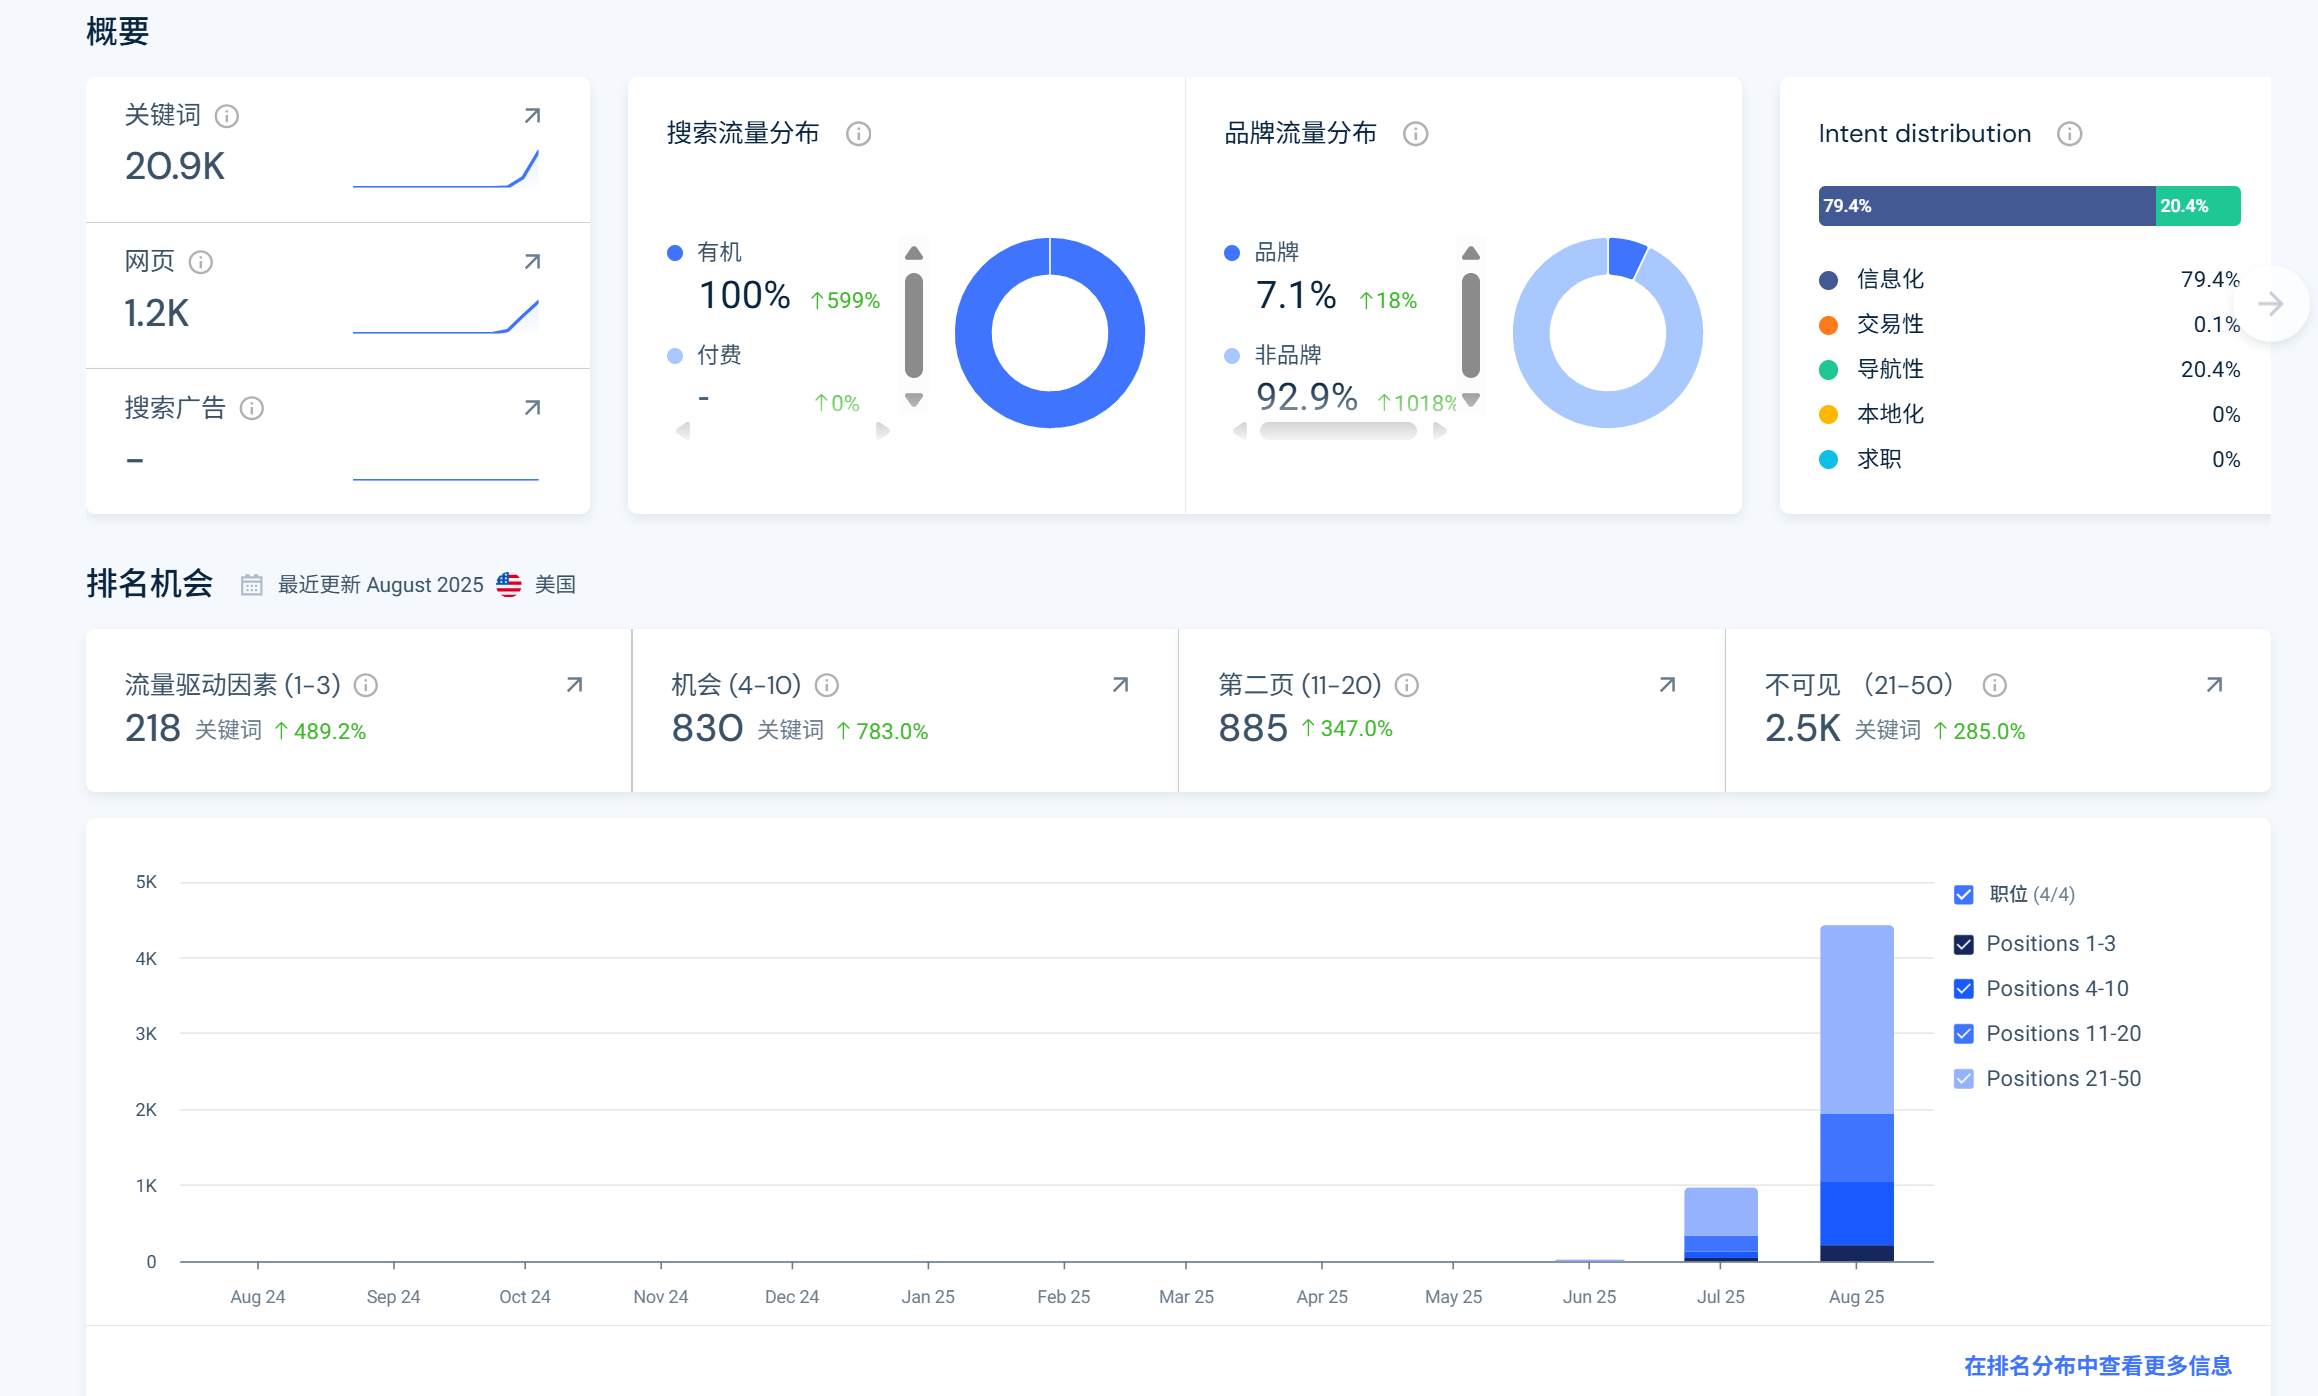 概要
关键词
20.9K
网页
1.2K
搜索广告
-
搜索流量分布
有机
100% ↑599%
付费
- ↑0%
品牌流量分布
品牌
7.1% ↑18%
非品牌
92.9% ↑1018%
Intent distribution
79.4% 20.4%
信息化 79.4%
交易性 0.1%
导航性 20.4%
本地化 0%
求职 0%
排名机会 最近更新 August 2025 美国
流量驱动因素 (1-3)
218 关键词 ↑489.2%
机会 (4-10)
830 关键词 ↑783.0%
第二页 (11-20)
885 ↑347.0%
不可见 （21-50）
2.5K 关键词 ↑285.0%
5K
4K
3K
2K
1K
0
Aug 24 Sep 24 Oct 24 Nov 24 Dec 24 Jan 25 Feb 25 Mar 25 Apr 25 May 25 Jun 25 Jul 25 Aug 25
职位 (4/4)
Positions 1-3
Positions 4-10
Positions 11-20
Positions 21-50
在排名分布中查看更多信息